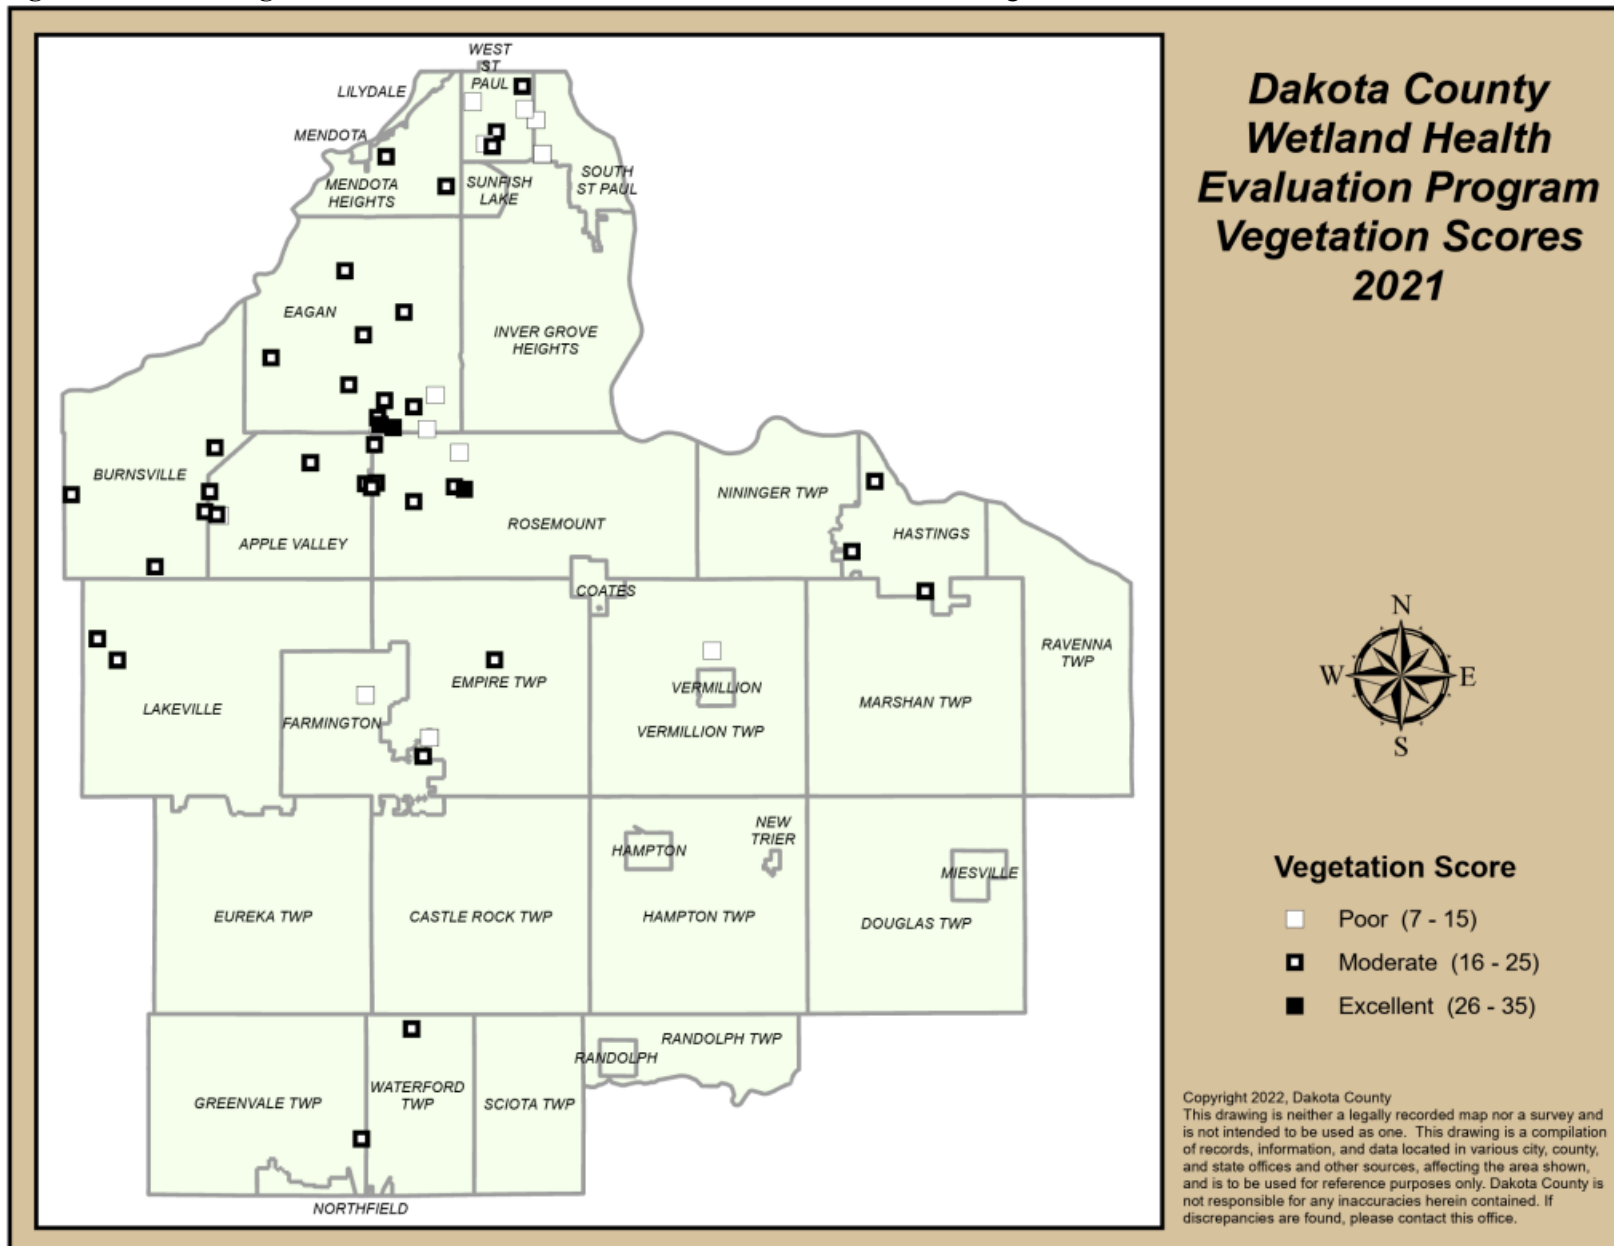 Dakota County
Wetland Health
Evaluation Program
Vegetation Scores
2021
WEST
ST
PAUL
LILYDALE
MENDOTA
MENDOTA
HEIGHTS
SUNFISH
LAKE
SOUTH
ST PAUL
EAGAN
INVER GROVE
HEIGHTS
BURNSVILLE
APPLE VALLEY
ROSEMOUNT
NININGER TWP
HASTINGS
COATES
RAVENNA
TWP
LAKEVILLE
FARMINGTON
EMPIRE TWP
VERMILLION
VERMILLION TWP
MARSHAN TWP
EUREKA TWP
CASTLE ROCK TWP
HAMPTON
NEW
TRIER
HAMPTON TWP
MIESVILLE
DOUGLAS TWP
GREENVALE TWP
WATERFORD
TWP
SCIOTA TWP
RANDOLPH
RANDOLPH TWP
NORTHFIELD
N
W
E
S
Vegetation Score
Poor (7 - 15)
Moderate (16 - 25)
Excellent (26 - 35)
Copyright 2022, Dakota County
This drawing is neither a legally recorded map nor a survey and
is not intended to be used as one. This drawing is a compilation
of records, information, and data located in various city, county,
and state offices and other sources, affecting the area shown,
and is to be used for reference purposes only. Dakota County is
not responsible for any inaccuracies herein contained. If
discrepancies are found, please contact this office.